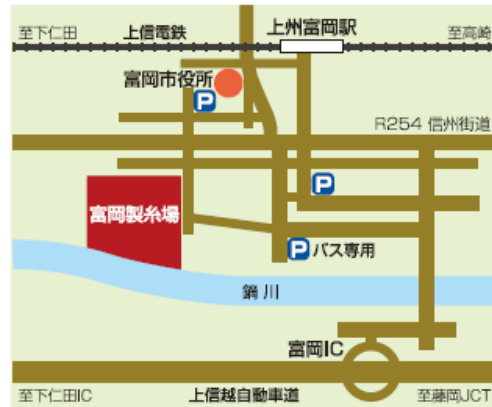 至下仁田 上信電鉄 上州富岡駅 至高崎
富岡市役所
P
R254 信州街道
富岡製糸場
P
P バス専用
鏑川
富岡IC
至下仁田IC 上信越自動車道 至藤岡JCT